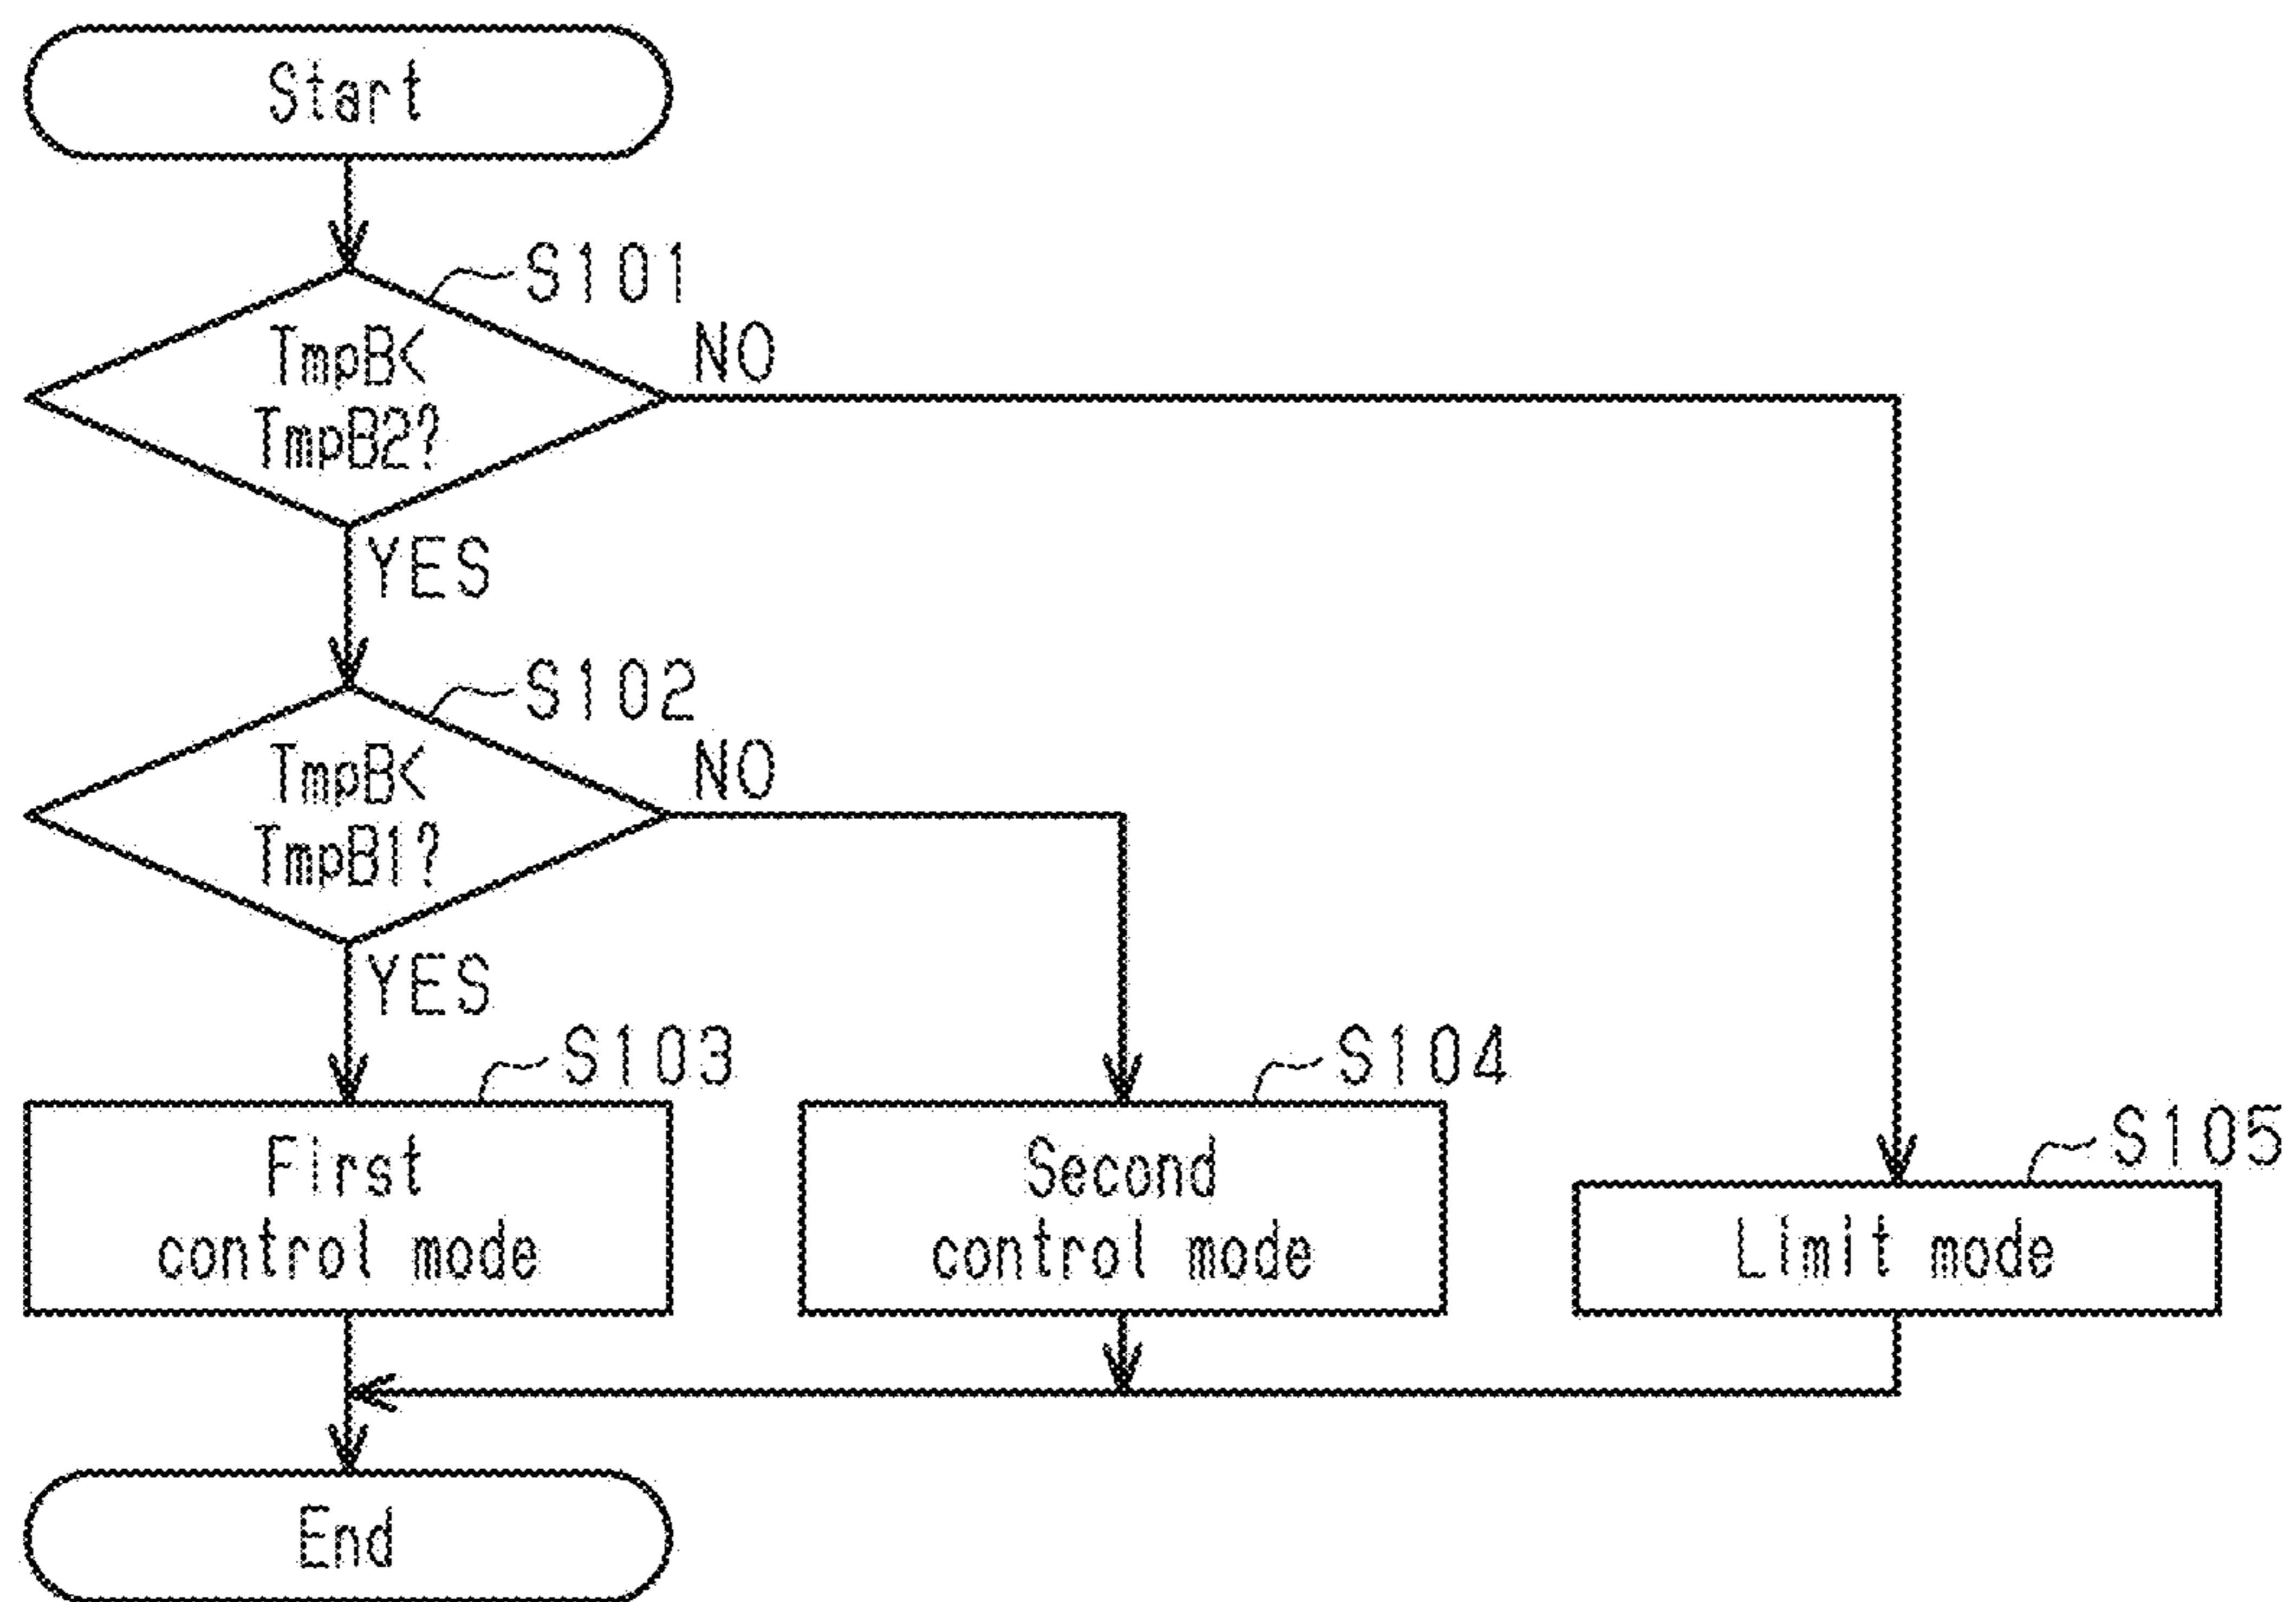 Start
S101
TmpB<
TmpB2?
NO
YES
S102
TmpB<
TmpB1?
NO
YES
S103
First
control mode
S104
Second
control mode
S105
Limit mode
End